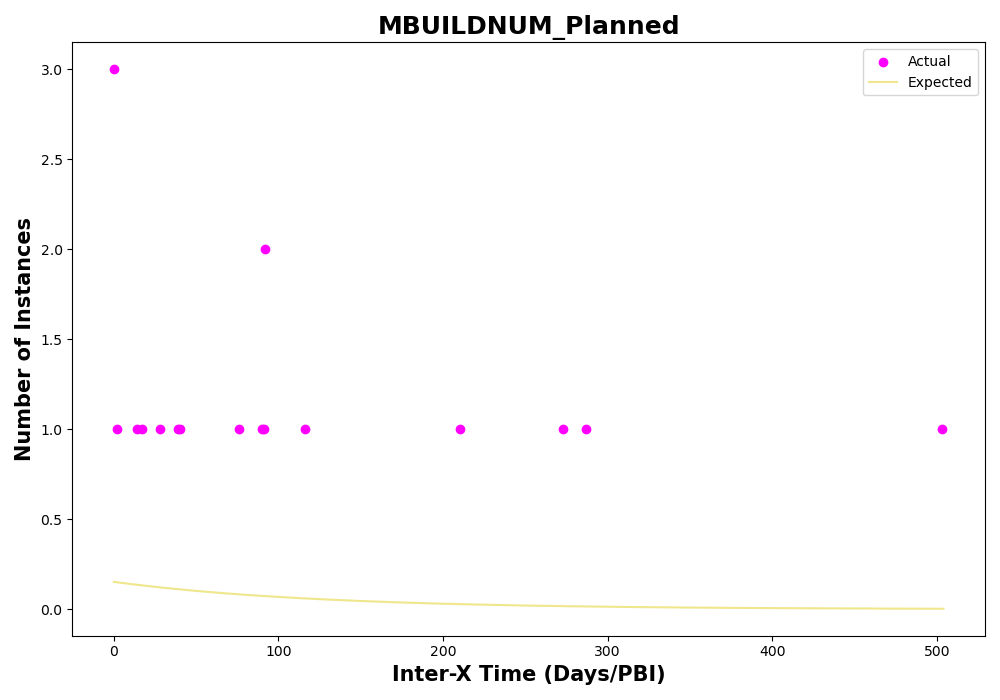 MBUILDNUM_Planned
Actual
Expected
Number of Instances
3.0
2.5
2.0
1.5
1.0
0.5
0.0
0 100 200 300 400 500
Inter-X Time (Days/PBI)